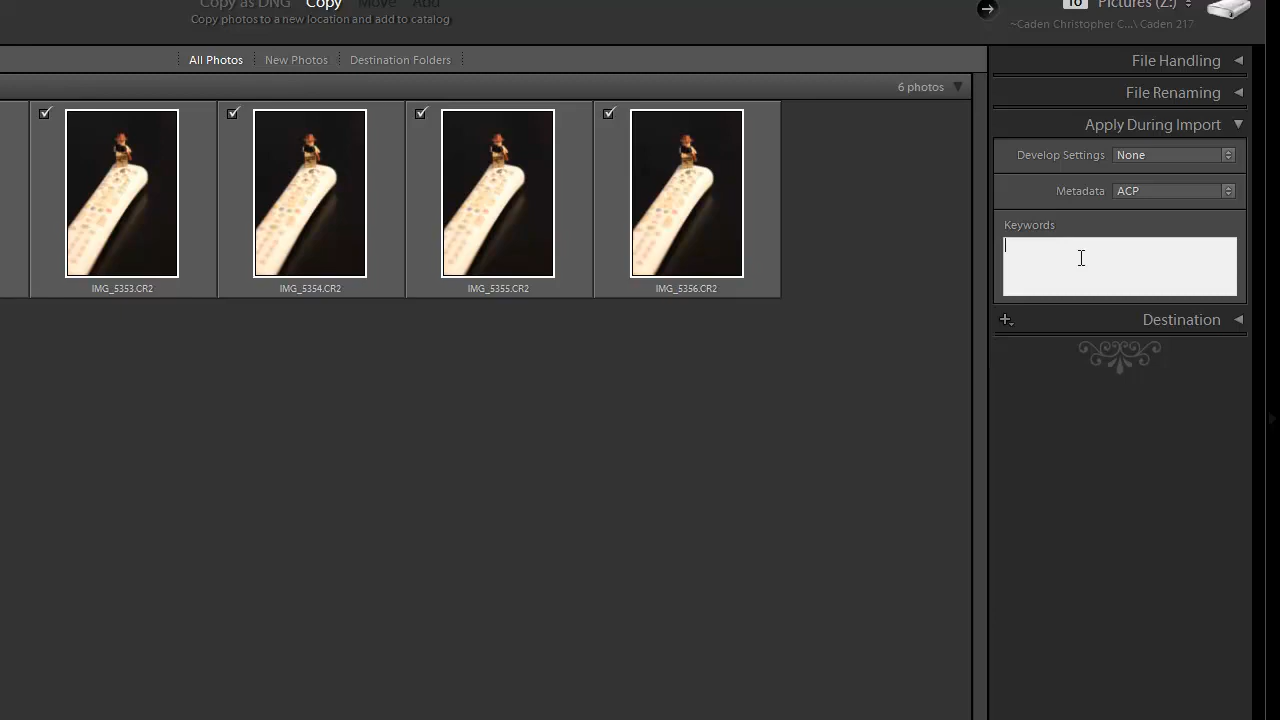 Copy as DNG Copy Move Add
Copy photos to a new location and add to catalog
To Pictures (Z:)
~Caden Christopher C...\ Caden 217
All Photos New Photos Destination Folders
6 photos
IMG_5353.CR2 IMG_5354.CR2 IMG_5355.CR2 IMG_5356.CR2
File Handling
File Renaming
Apply During Import
Develop Settings None
Metadata ACP
Keywords
Destination